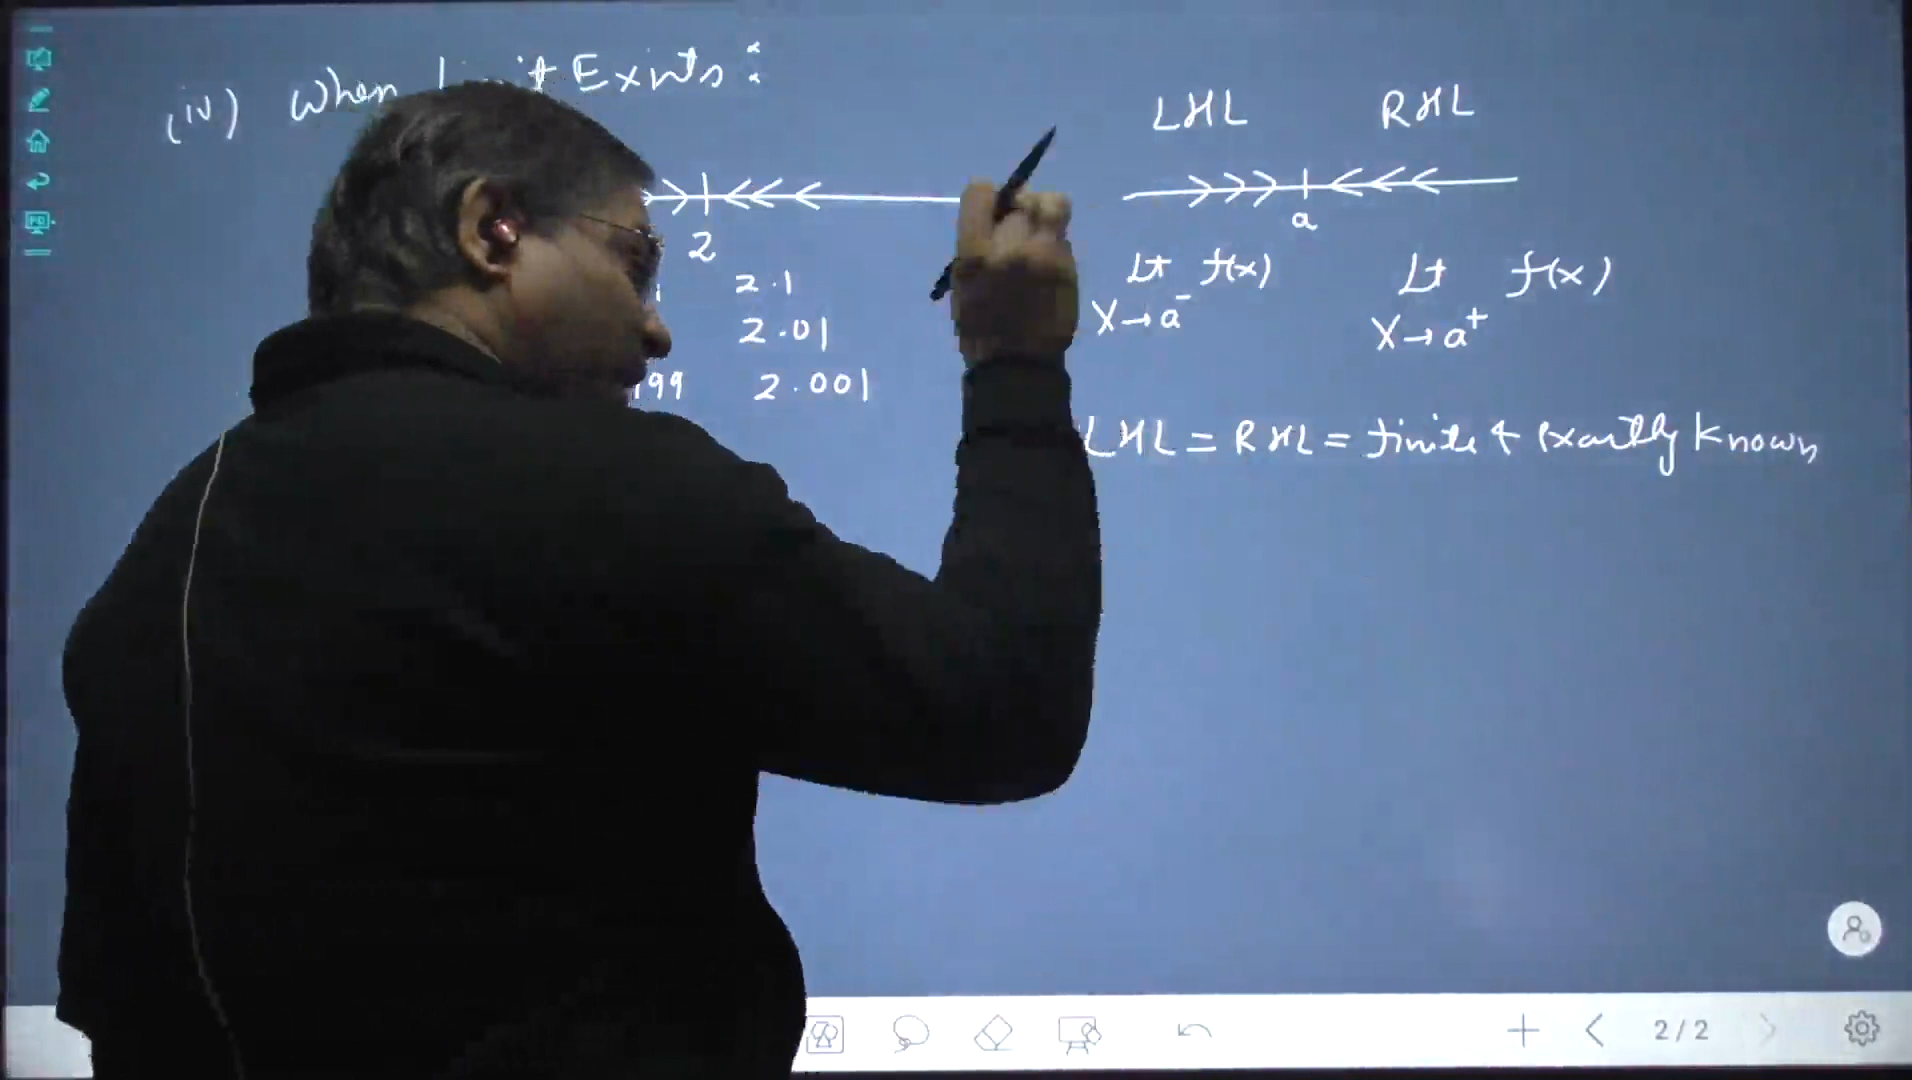 (iv) When Exists :
LHL RHL
2 a
2.1
Lt f(x) Lt f(x)
x→a⁻ x→a⁺
2.01
199 2.001
LHL = RHL = finite & exactly known
2/2